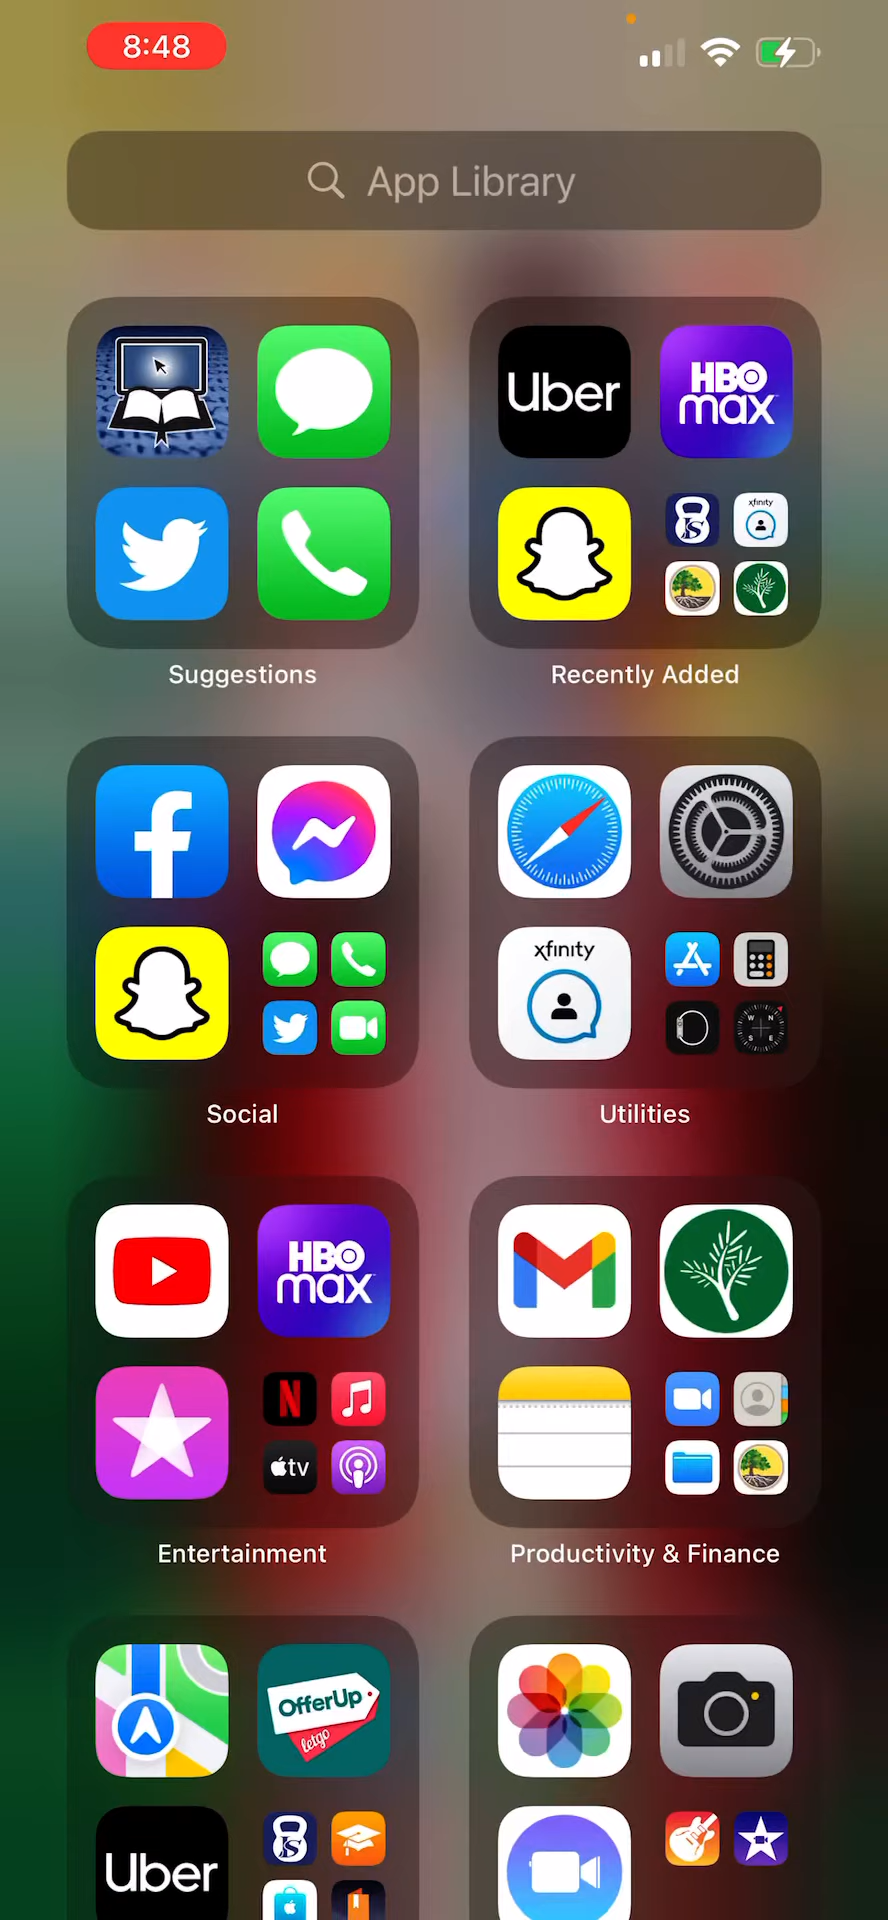 8:48
App Library
Uber
HBO
max
xfinity
Suggestions
Recently Added
xfinity
W N
S E
Social
Utilities
HBO
max
N
tv
Entertainment
Productivity & Finance
OfferUp
letgo
Uber